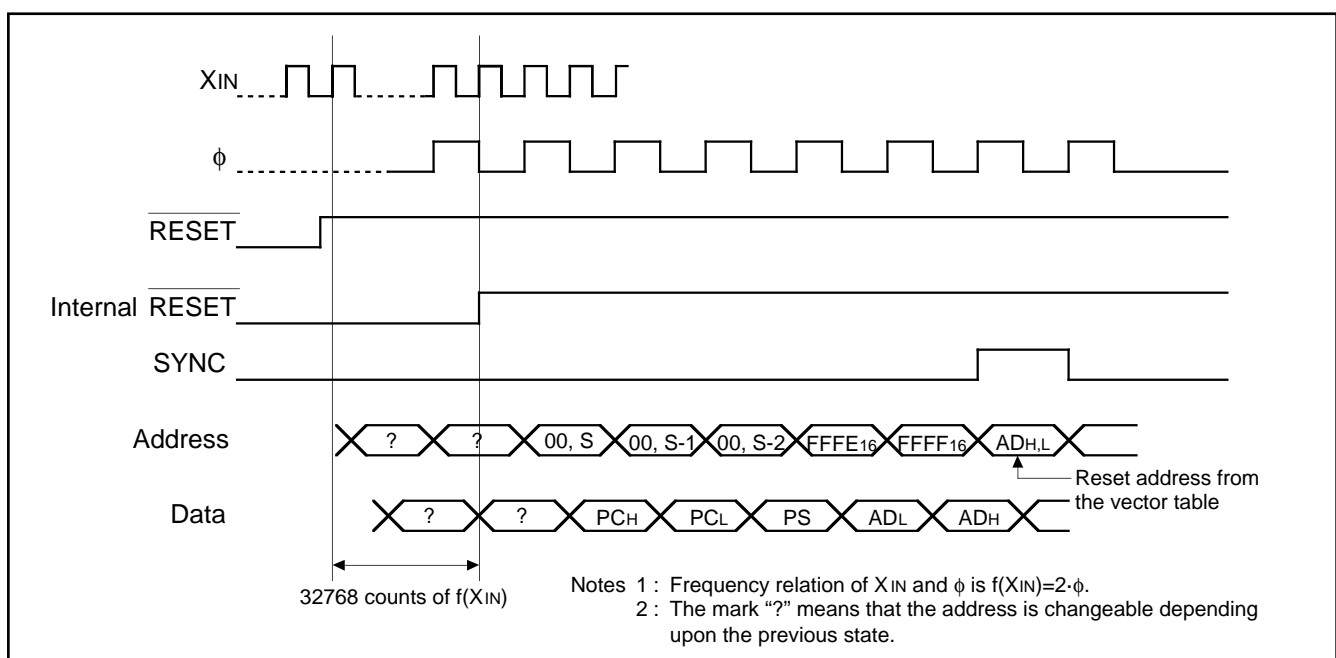 XIN
ϕ
RESET
Internal RESET
SYNC
Address ? ? 00, S 00, S-1 00, S-2 FFFE16 FFFF16 ADH,L
Reset address from
the vector table
Data ? ? PCH PCL PS ADL ADH
32768 counts of f(XIN)
Notes 1 : Frequency relation of XIN and ϕ is f(XIN)=2·ϕ.
2 : The mark “?” means that the address is changeable depending
upon the previous state.